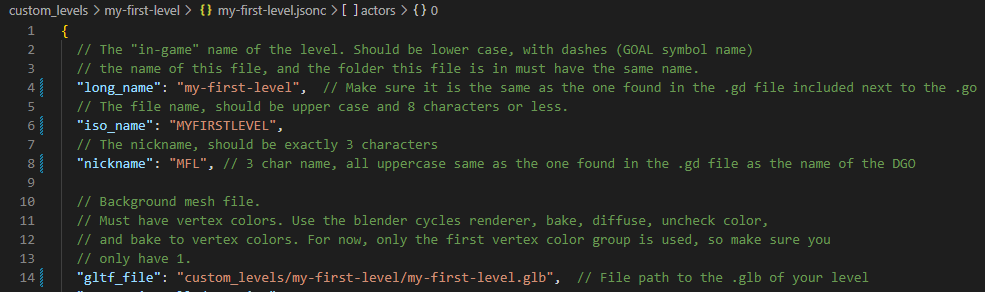 custom_levels > my-first-level > {} my-first-level.jsonc > [ ] actors > {} 0
1 {
2 // The "in-game" name of the level. Should be lower case, with dashes (GOAL symbol name)
3 // the name of this file, and the folder this file is in must have the same name.
4 "long_name": "my-first-level", // Make sure it is the same as the one found in the .gd file included next to the .go
5 // The file name, should be upper case and 8 characters or less.
6 "iso_name": "MYFIRSTLEVEL",
7 // The nickname, should be exactly 3 characters
8 "nickname": "MFL", // 3 char name, all uppercase same as the one found in the .gd file as the name of the DGO
9
10 // Background mesh file.
11 // Must have vertex colors. Use the blender cycles renderer, bake, diffuse, uncheck color,
12 // and bake to vertex colors. For now, only the first vertex color group is used, so make sure you
13 // only have 1.
14 "gltf_file": "custom_levels/my-first-level/my-first-level.glb", // File path to the .glb of your level